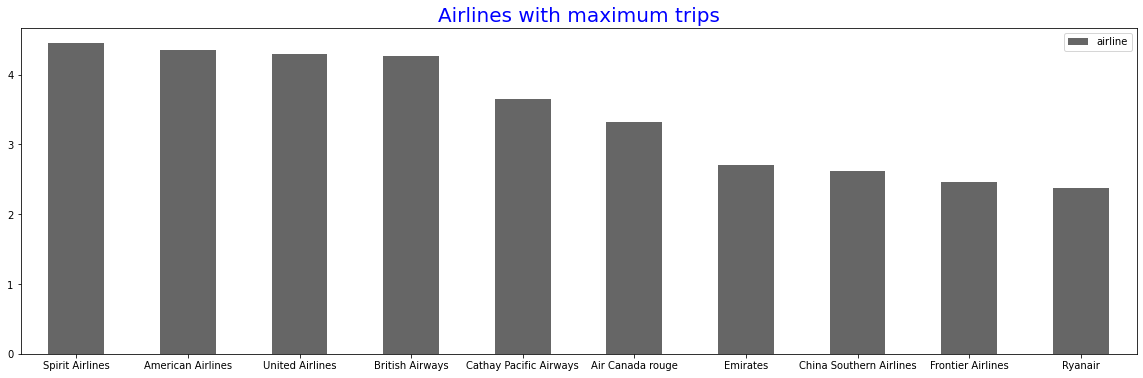 Airlines with maximum trips
airline
4
3
2
1
0
Spirit Airlines
American Airlines
United Airlines
British Airways
Cathay Pacific Airways
Air Canada rouge
Emirates
China Southern Airlines
Frontier Airlines
Ryanair